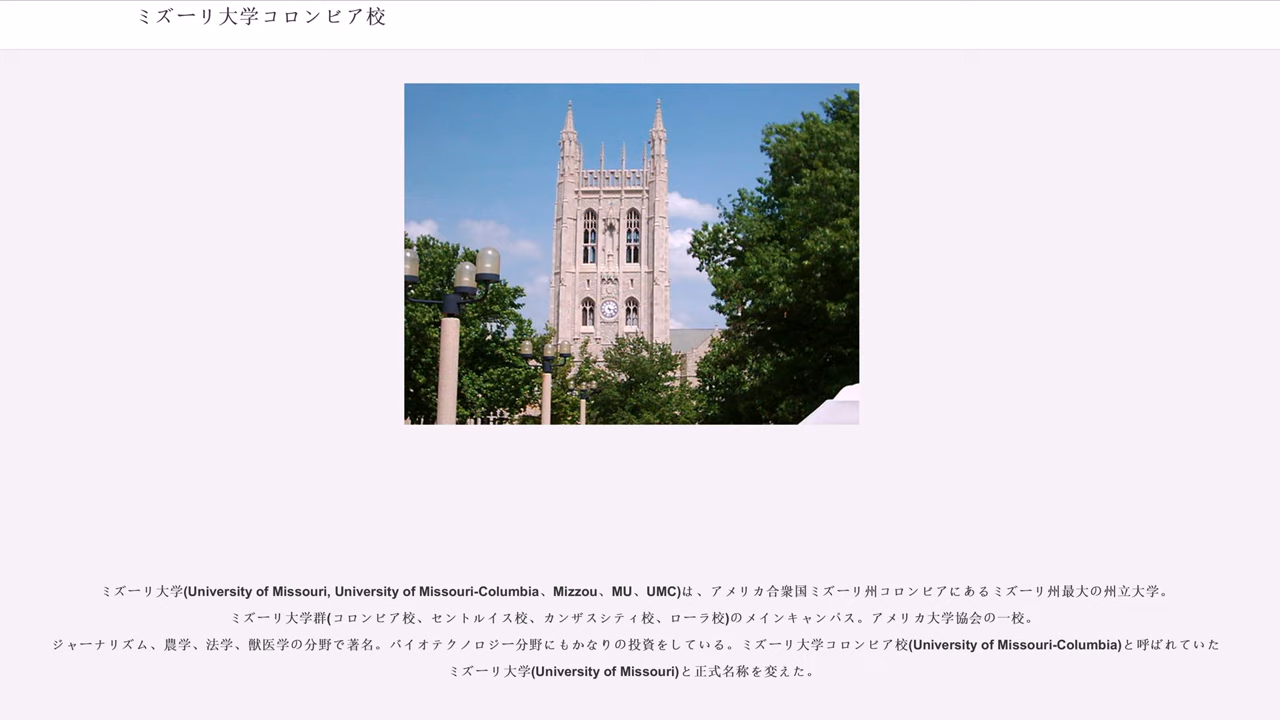 ミズーリ大学コロンビア校
ミズーリ大学(University of Missouri, University of Missouri-Columbia、Mizzou、MU、UMC)は、アメリカ合衆国ミズーリ州コロンビアにあるミズーリ州最大の州立大学。
ミズーリ大学群(コロンビア校、セントルイス校、カンザスシティ校、ローラ校)のメインキャンパス。アメリカ大学協会の一校。
ジャーナリズム、農学、法学、獣医学の分野で著名。バイオテクノロジー分野にもかなりの投資をしている。ミズーリ大学コロンビア校(University of Missouri-Columbia)と呼ばれていた
ミズーリ大学(University of Missouri)と正式名称を変えた。